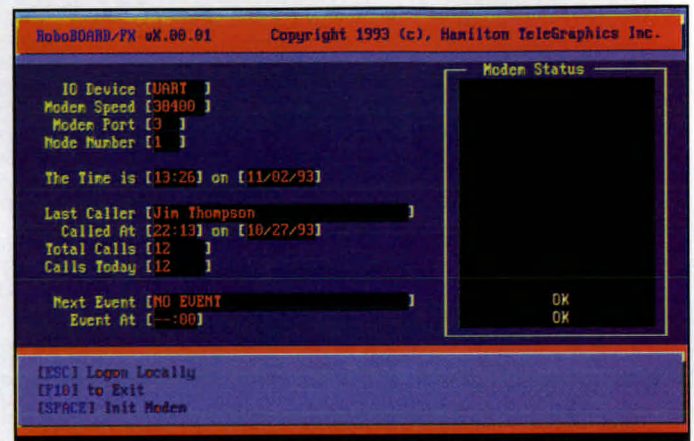 RoboBOARD/FX vX.00.01 Copyright 1993 (c), Hamilton TeleGraphics Inc.
Modem Status
IO Device [UART ]
Modem Speed [38400 ]
Modem Port [3 ]
Node Number [1 ]
The Time is [13:26] on [11/02/93]
Last Caller [Jim Thompson ]
Called At [22:13] on [10/27/93]
Total Calls [12 ]
Calls Today [12 ]
Next Event [NO EVENT ]
Event At [--:00]
OK
OK
[ESC] Logon Locally
[F10] to Exit
[SPACE] Init Modem